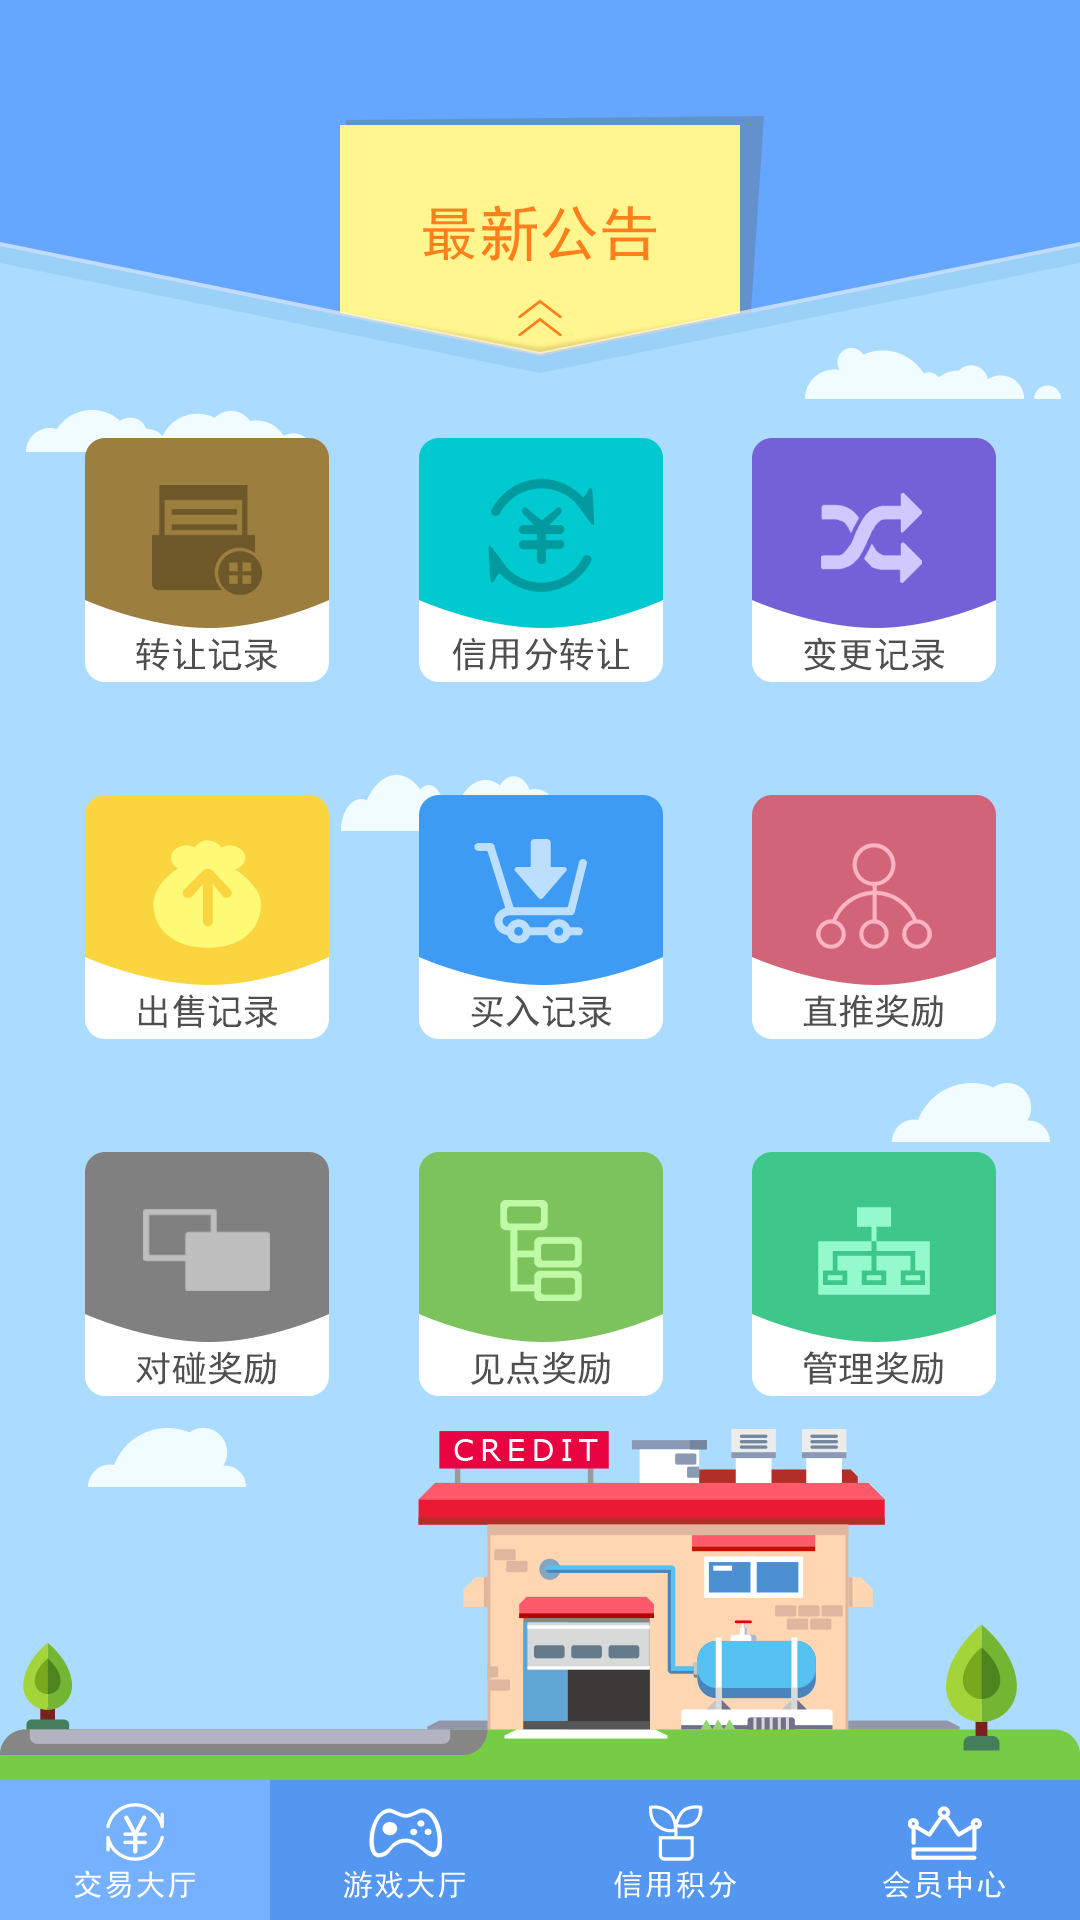 最新公告
转让记录
信用分转让
变更记录
出售记录
买入记录
直推奖励
对碰奖励
见点奖励
管理奖励
CREDIT
交易大厅
游戏大厅
信用积分
会员中心